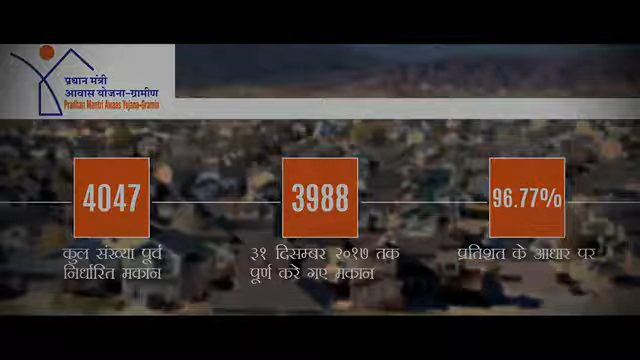 प्रधान मंत्री
आवास योजना-ग्रामीण
Pradhan Mantri Awaas Yojana-Gramin
4047
3988
96.77%
कुल संख्या पूर्व
निर्धारित मकान
३१ दिसम्बर २०१७ तक
पूर्ण करे गए मकान
प्रतिशत के आधार पर